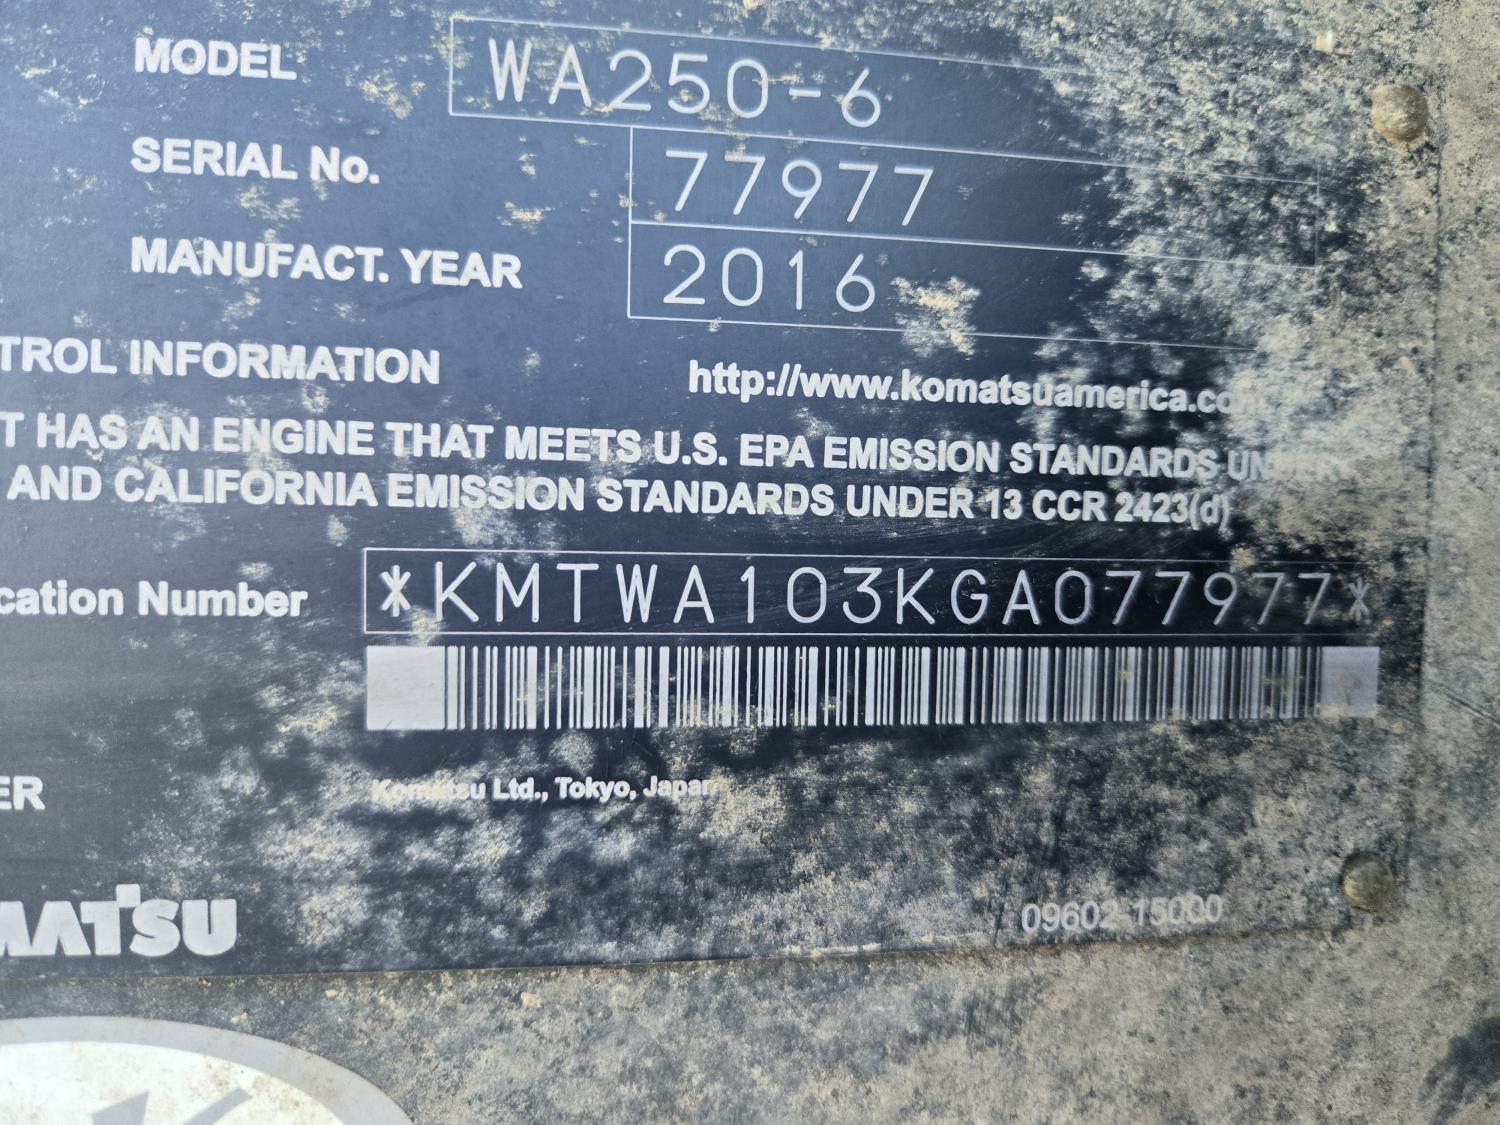 MODEL WA250-6
SERIAL No. 77977
MANUFACT. YEAR 2016
TROL INFORMATION http://www.komatsuamerica.co
T HAS AN ENGINE THAT MEETS U.S. EPA EMISSION STANDARDS UN
AND CALIFORNIA EMISSION STANDARDS UNDER 13 CCR 2423(d)
cation Number *KMTWA103KGA077977*
Komatsu Ltd., Tokyo, Japan
ER
MATSU
09602-15000